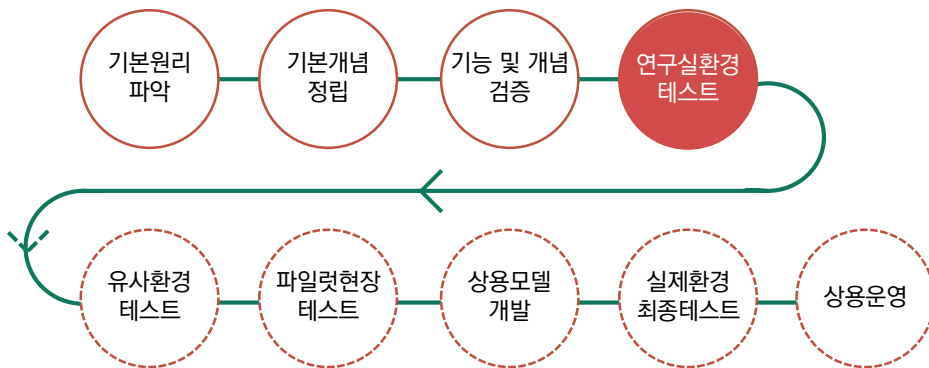 기본원리
파악
기본개념
정립
기능 및 개념
검증
연구실환경
테스트
유사환경
테스트
파일럿현장
테스트
상용모델
개발
실제환경
최종테스트
상용운영